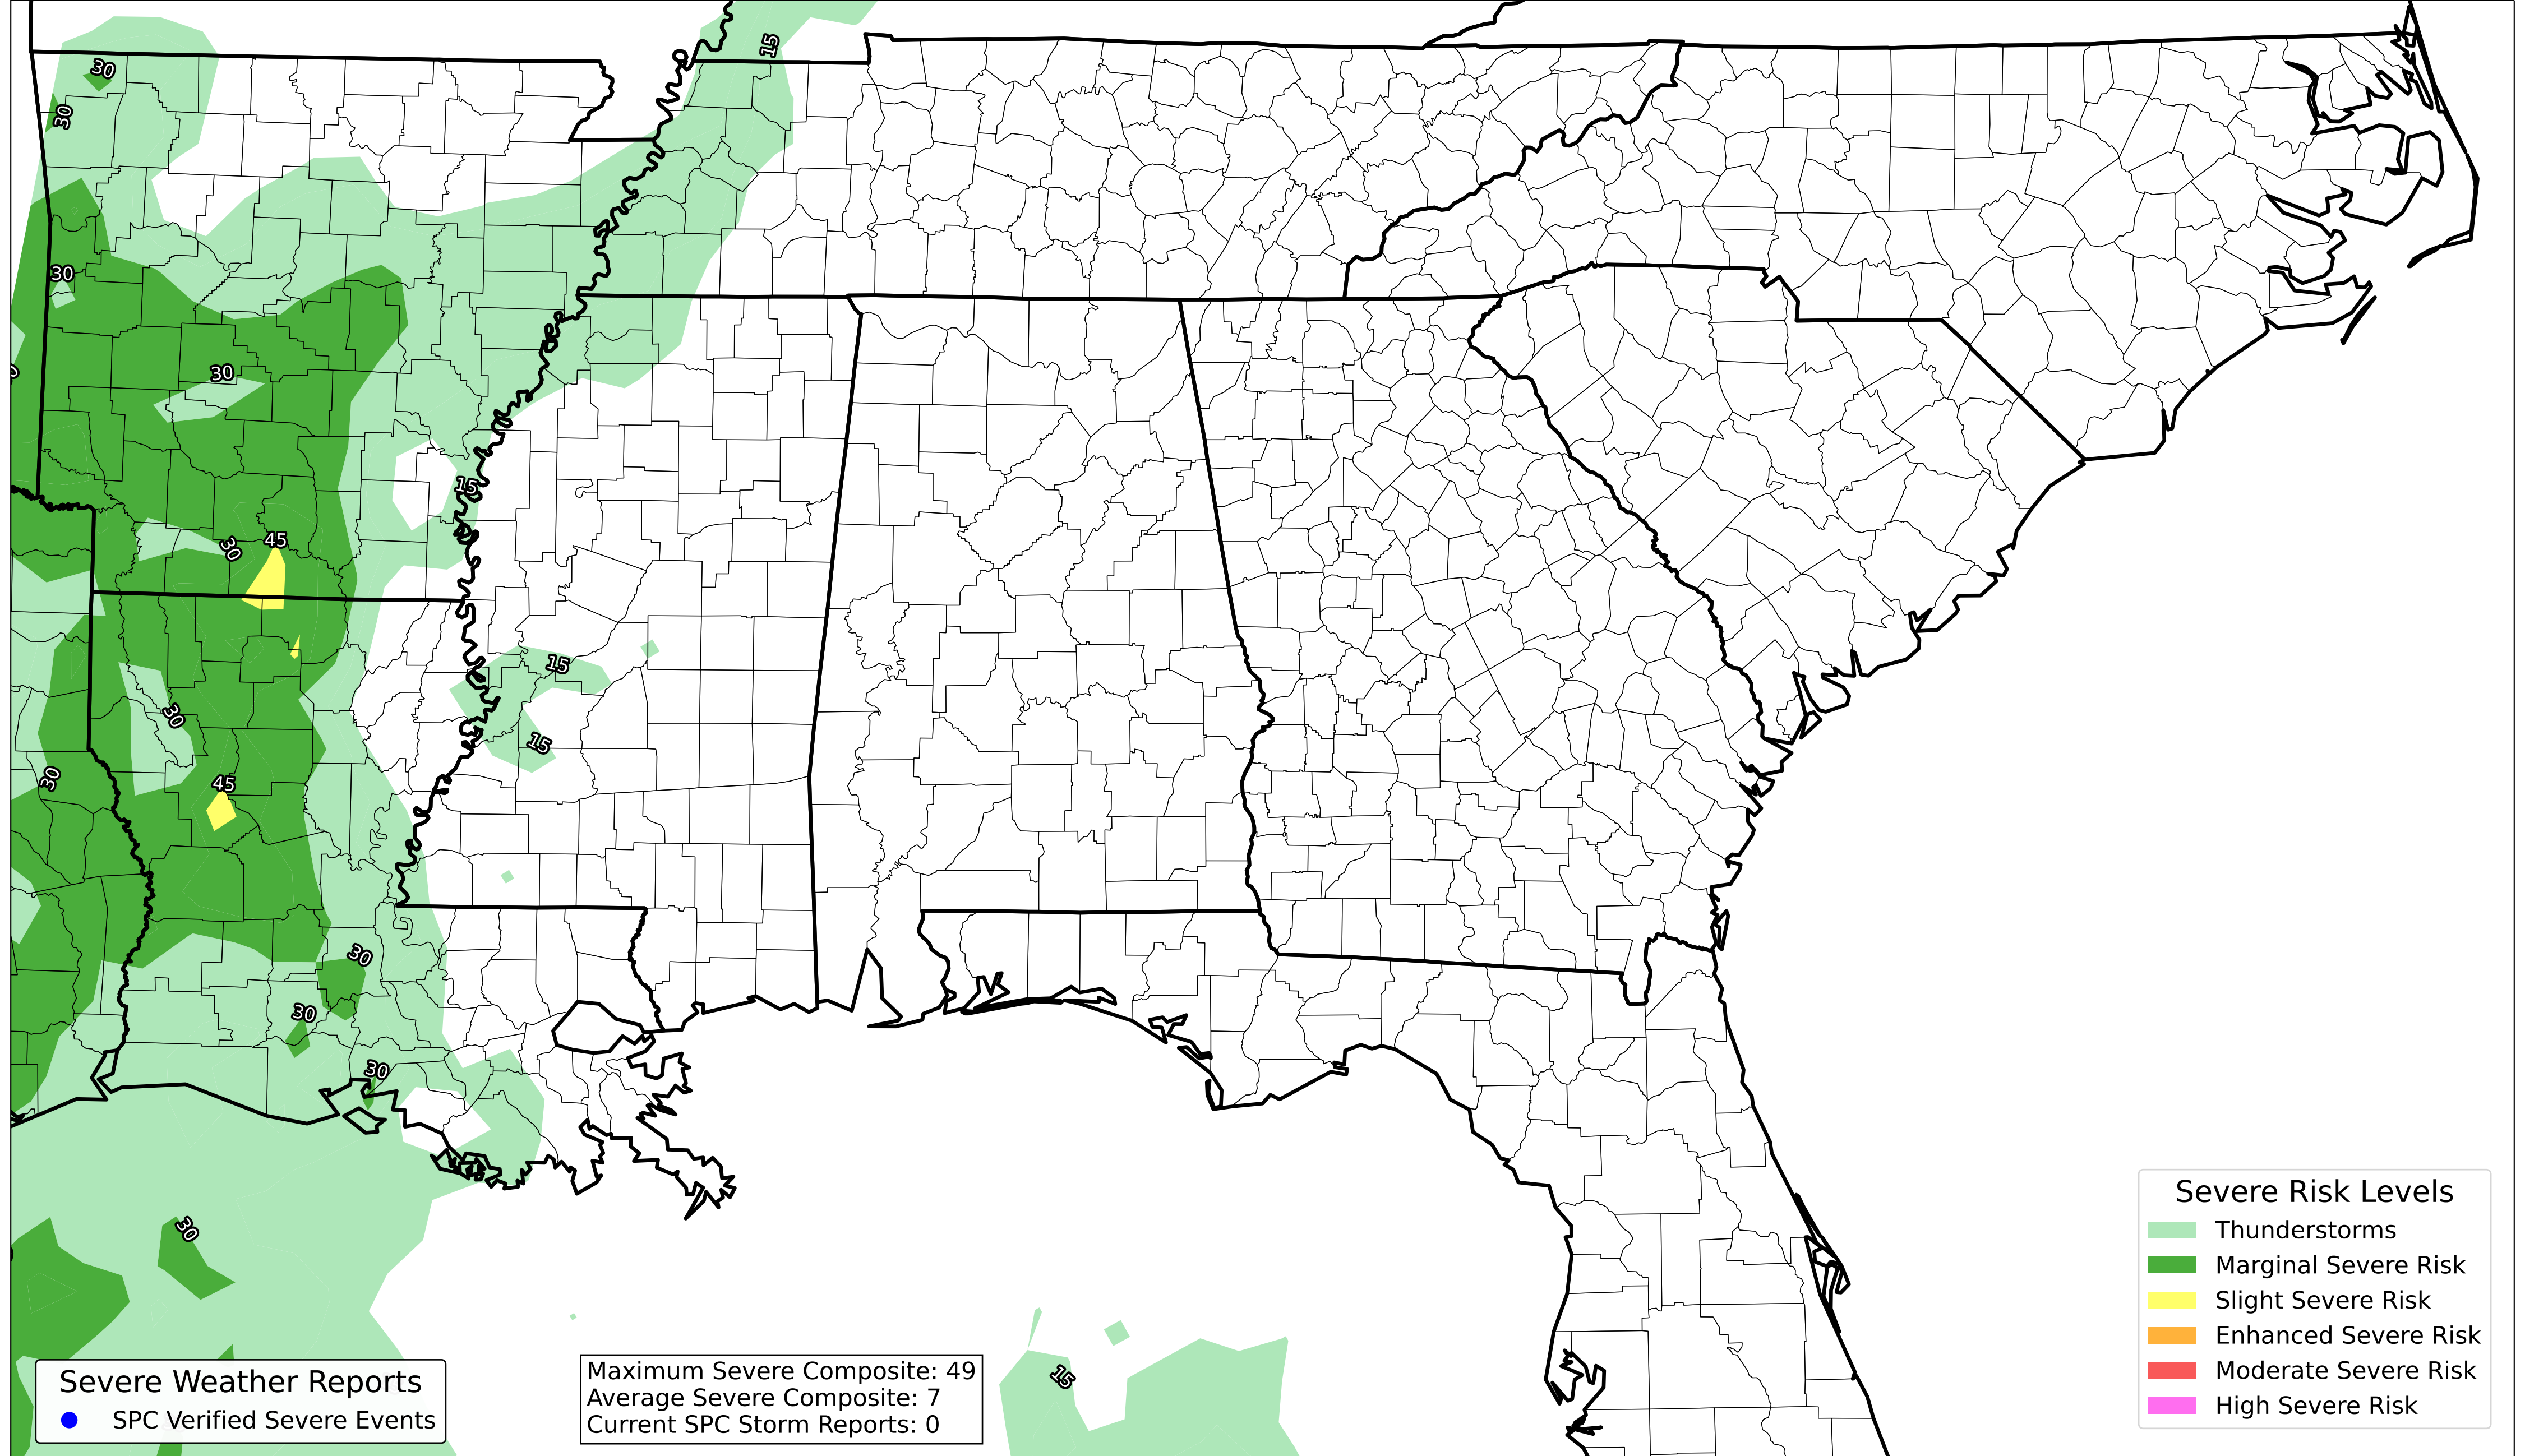 15
30
30
30
30
15
45
30
15
30
15
30
45
30
30
30
30
15
Severe Risk Levels
Thunderstorms
Marginal Severe Risk
Slight Severe Risk
Enhanced Severe Risk
Moderate Severe Risk
High Severe Risk
Severe Weather Reports
SPC Verified Severe Events
Maximum Severe Composite: 49
Average Severe Composite: 7
Current SPC Storm Reports: 0